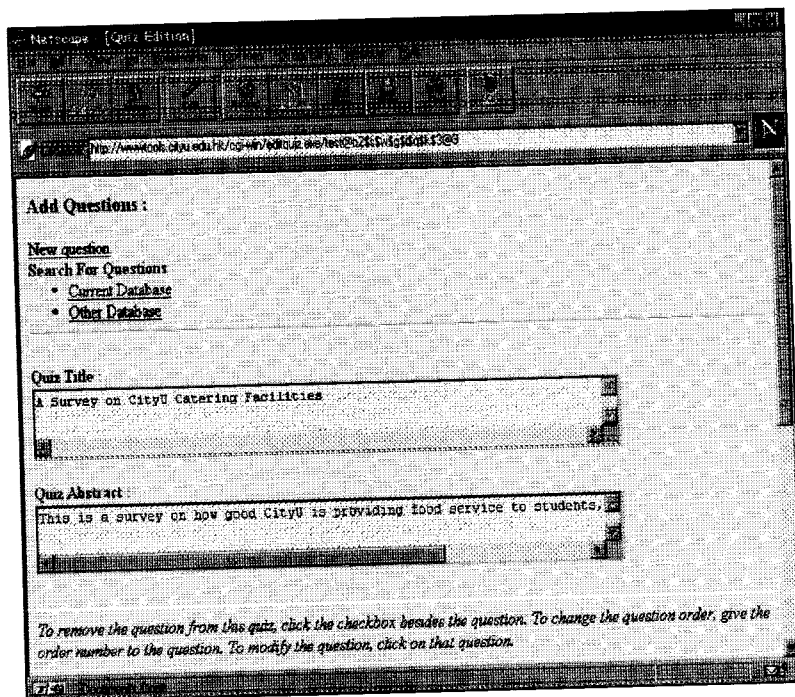 Netscape - [Quiz Edition]
N
Add Questions :
New question
Search For Questions
• Current Database
• Other Database
Quiz Title :
A Survey on CityU Catering Facilities
Quiz Abstract :
This is a survey on how good CityU is providing food service to students,
To remove the question from this quiz, click the checkbox besides the question. To change the question order, give the
order number to the question. To modify the question, click on that question.